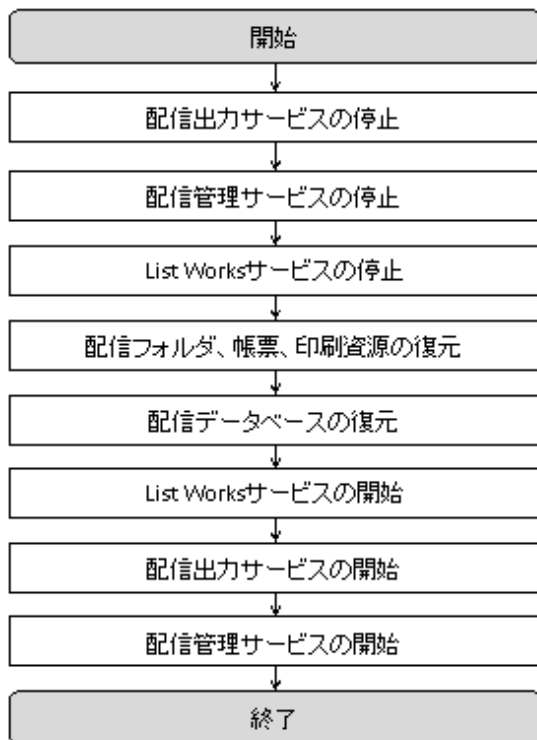 開始
配信出力サービスの停止
配信管理サービスの停止
List Worksサービスの停止
配信フォルダ、帳票、印刷資源の復元
配信データベースの復元
List Worksサービスの開始
配信出力サービスの開始
配信管理サービスの開始
終了